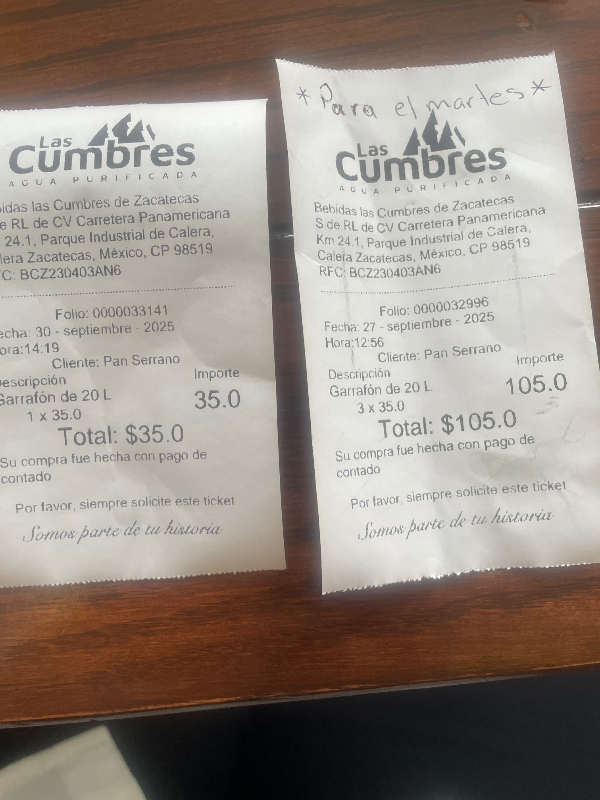 Las
Cumbres
AGUA PURIFICADA
Bebidas las Cumbres de Zacatecas
de RL de CV Carretera Panamericana
24.1, Parque Industrial de Calera,
Calera Zacatecas, México, CP 98519
RFC: BCZ230403AN6
Folio: 0000033141
Fecha: 30 - septiembre - 2025
Hora:14:19
Cliente: Pan Serrano
Descripción Importe
Garrafón de 20 L 35.0
1 x 35.0
Total: $35.0
Su compra fue hecha con pago de
contado
Por favor, siempre solicite este ticket
Somos parte de tu historia
*Para el martes*
Las
Cumbres
AGUA PURIFICADA
Bebidas las Cumbres de Zacatecas
S de RL de CV Carretera Panamericana
Km 24.1, Parque Industrial de Calera,
Calera Zacatecas, México, CP 98519
RFC: BCZ230403AN6
Folio: 0000032996
Fecha: 27 - septiembre - 2025
Hora:12:56
Cliente: Pan Serrano
Descripción Importe
Garrafón de 20 L 105.0
3 x 35.0
Total: $105.0
Su compra fue hecha con pago de
contado
Por favor, siempre solicite este ticket
Somos parte de tu historia